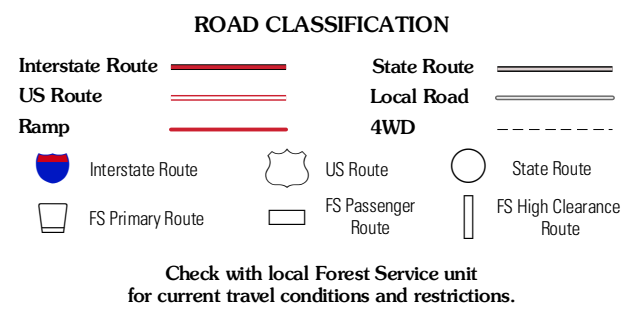 ROAD CLASSIFICATION
Interstate Route
State Route
US Route
Local Road
Ramp
4WD
Interstate Route
US Route
State Route
FS Primary Route
FS Passenger
Route
FS High Clearance
Route
Check with local Forest Service unit
for current travel conditions and restrictions.